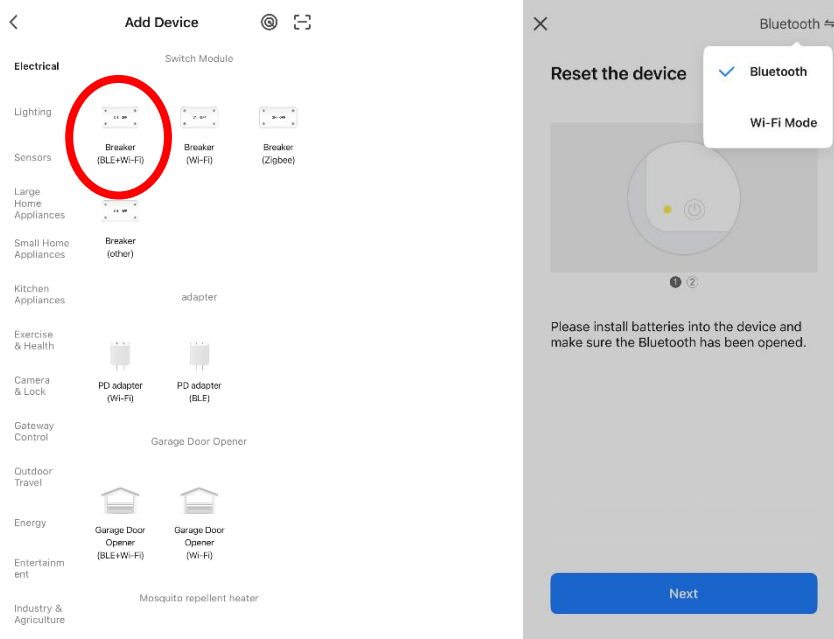 Add Device
Electrical
Lighting
Sensors
Large
Home
Appliances
Small Home
Appliances
Kitchen
Appliances
Exercise
& Health
Camera
& Lock
Gateway
Control
Outdoor
Travel
Energy
Entertainm
ent
Industry &
Agriculture
Switch Module
Breaker
(BLE+Wi-Fi)
Breaker
(Wi-Fi)
Breaker
(Zigbee)
Breaker
(other)
adapter
PD adapter
(Wi-Fi)
PD adapter
(BLE)
Garage Door Opener
Garage Door
Opener
(BLE+Wi-Fi)
Garage Door
Opener
(Wi-Fi)
Mosquito repellent heater
Bluetooth
Bluetooth
Wi-Fi Mode
Reset the device
1 2
Please install batteries into the device and
make sure the Bluetooth has been opened.
Next